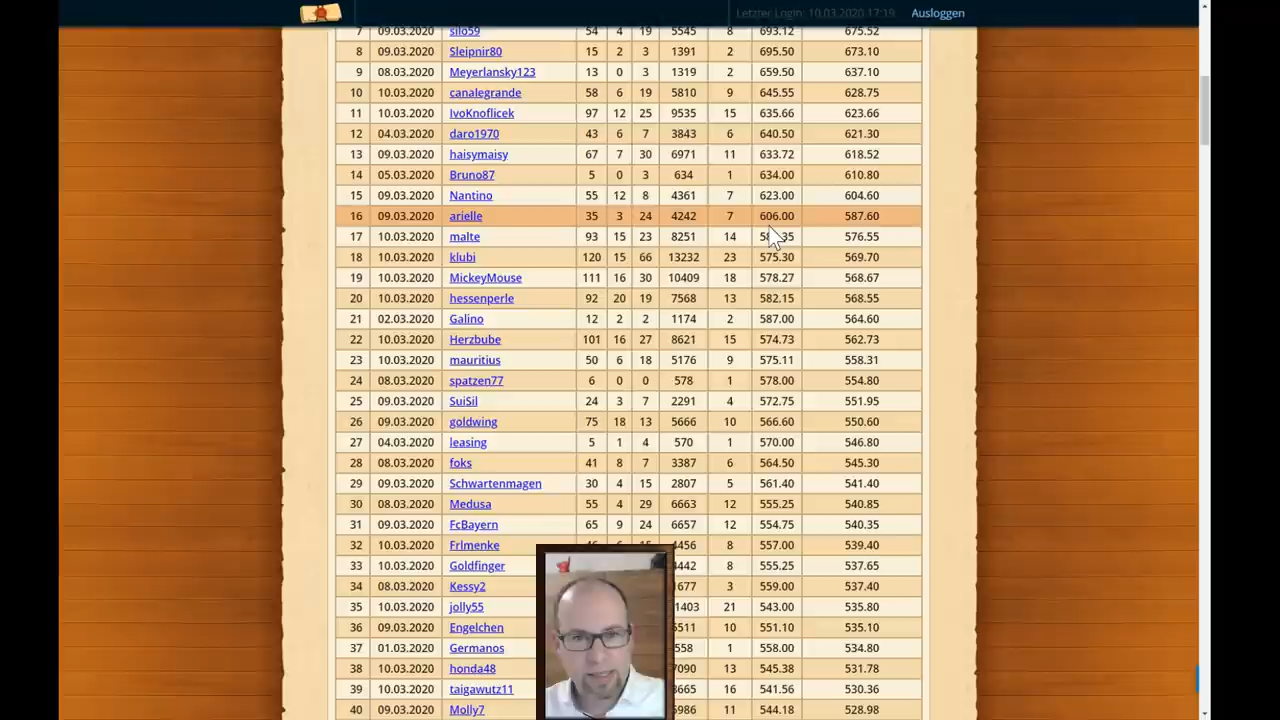 Letzter Login: 10.03.2020 17:19 Ausloggen
7 09.03.2020 silo59 54 4 19 5545 8 693.12 675.52
8 09.03.2020 Sleipnir80 15 2 3 1391 2 695.50 673.10
9 08.03.2020 Meyerlansky123 13 0 3 1319 2 659.50 637.10
10 10.03.2020 canalegrande 58 6 19 5810 9 645.55 628.75
11 10.03.2020 IvoKnoflicek 97 12 25 9535 15 635.66 623.66
12 04.03.2020 daro1970 43 6 7 3843 6 640.50 621.30
13 09.03.2020 haisymaisy 67 7 30 6971 11 633.72 618.52
14 05.03.2020 Bruno87 5 0 3 634 1 634.00 610.80
15 09.03.2020 Nantino 55 12 8 4361 7 623.00 604.60
16 09.03.2020 arielle 35 3 24 4242 7 606.00 587.60
17 10.03.2020 malte 93 15 23 8251 14 576.55
18 10.03.2020 klubi 120 15 66 13232 23 575.30 569.70
19 10.03.2020 MickeyMouse 111 16 30 10409 18 578.27 568.67
20 10.03.2020 hessenperle 92 20 19 7568 13 582.15 568.55
21 02.03.2020 Galino 12 2 2 1174 2 587.00 564.60
22 10.03.2020 Herzbube 101 16 27 8621 15 574.73 562.73
23 10.03.2020 mauritius 50 6 18 5176 9 575.11 558.31
24 08.03.2020 spatzen77 6 0 0 578 1 578.00 554.80
25 09.03.2020 SuiSil 24 3 7 2291 4 572.75 551.95
26 09.03.2020 goldwing 75 18 13 5666 10 566.60 550.60
27 04.03.2020 leasing 5 1 4 570 1 570.00 546.80
28 08.03.2020 foks 41 8 7 3387 6 564.50 545.30
29 09.03.2020 Schwartenmagen 30 4 15 2807 5 561.40 541.40
30 08.03.2020 Medusa 55 4 29 6663 12 555.25 540.85
31 09.03.2020 FcBayern 65 9 24 6657 12 554.75 540.35
32 10.03.2020 Frlmenke 4456 8 557.00 539.40
33 10.03.2020 Goldfinger 4442 8 555.25 537.65
34 08.03.2020 Kessy2 1677 3 559.00 537.40
35 10.03.2020 jolly55 1403 21 543.00 535.80
36 09.03.2020 Engelchen 5511 10 551.10 535.10
37 01.03.2020 Germanos 558 1 558.00 534.80
38 10.03.2020 honda48 7090 13 545.38 531.78
39 10.03.2020 taigawutz11 8665 16 541.56 530.36
40 09.03.2020 Molly7 5986 11 544.18 528.98